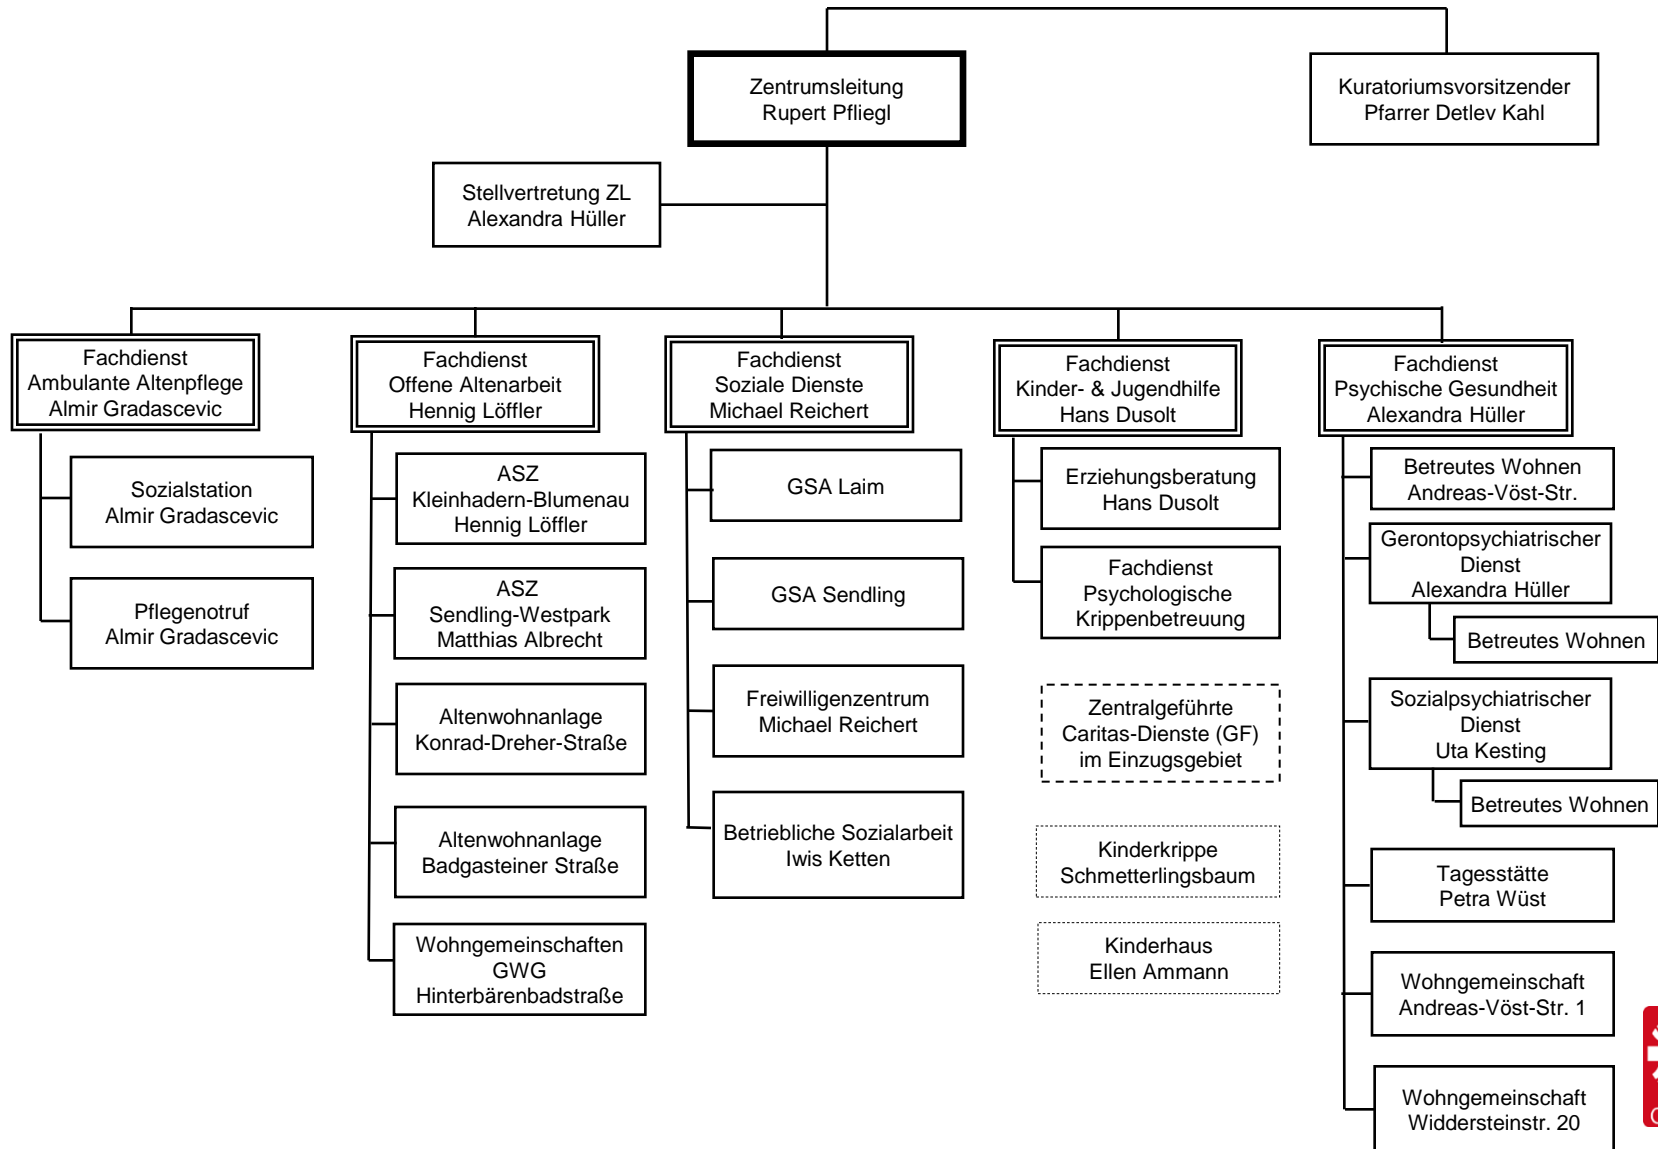 Zentrumsleitung
Rupert Pfliegl
Kuratoriumsvorsitzender
Pfarrer Detlev Kahl
Stellvertretung ZL
Alexandra Hüller
Fachdienst
Ambulante Altenpflege
Almir Gradascevic
Sozialstation
Almir Gradascevic
Pflegenotruf
Almir Gradascevic
Fachdienst
Offene Altenarbeit
Hennig Löffler
ASZ
Kleinhadern-Blumenau
Hennig Löffler
ASZ
Sendling-Westpark
Matthias Albrecht
Altenwohnanlage
Konrad-Dreher-Straße
Altenwohnanlage
Badgasteiner Straße
Wohngemeinschaften
GWG
Hinterbärenbadstraße
Fachdienst
Soziale Dienste
Michael Reichert
GSA Laim
GSA Sendling
Freiwilligenzentrum
Michael Reichert
Betriebliche Sozialarbeit
Iwis Ketten
Fachdienst
Kinder- & Jugendhilfe
Hans Dusolt
Erziehungsberatung
Hans Dusolt
Fachdienst
Psychologische
Krippenbetreuung
Zentralgeführte
Caritas-Dienste (GF)
im Einzugsgebiet
Kinderkrippe
Schmetterlingsbaum
Kinderhaus
Ellen Ammann
Fachdienst
Psychische Gesundheit
Alexandra Hüller
Betreutes Wohnen
Andreas-Vöst-Str.
Gerontopsychiatrischer
Dienst
Alexandra Hüller
Betreutes Wohnen
Sozialpsychiatrischer
Dienst
Uta Kesting
Betreutes Wohnen
Tagesstätte
Petra Wüst
Wohngemeinschaft
Andreas-Vöst-Str. 1
Wohngemeinschaft
Widdersteinstr. 20